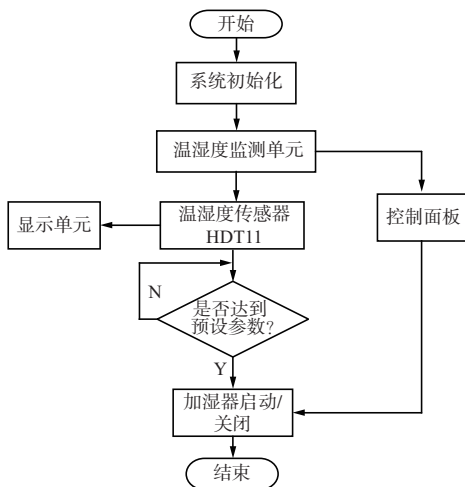 开始
系统初始化
温湿度监测单元
温湿度传感器
HDT11
显示单元
控制面板
N
是否达到
预设参数?
Y
加湿器启动/
关闭
结束